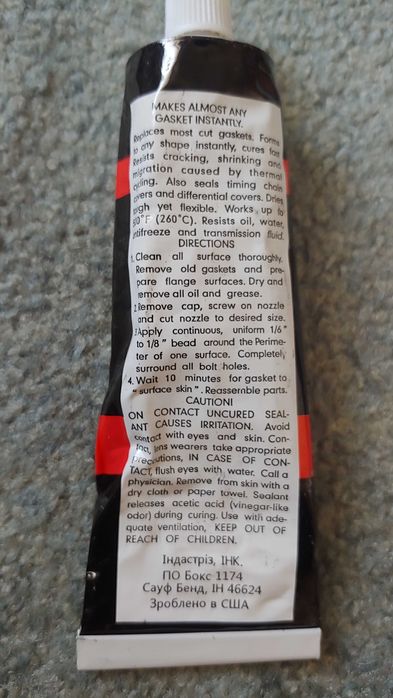 MAKES ALMOST ANY
GASKET INSTANTLY.
Replaces most cut gaskets. Forms
to any shape instantly, cures fast
Resists cracking, shrinking and
migration caused by thermal
cycling. Also seals timing chain
covers and differential covers. Dries
tough yet flexible. Works up to
500°F (260°C). Resists oil, water,
antifreeze and transmission fluid.
DIRECTIONS
1. Clean all surface thoroughly.
Remove old gaskets and pre-
pare flange surfaces. Dry and
remove all oil and grease.
2. Remove cap, screw on nozzle
and cut nozzle to desired size.
3. Apply continuous, uniform 1/6"
to 1/8" bead around the Perime-
ter of one surface. Completely
surround all bolt holes.
4. Wait 10 minutes for gasket to
"surface skin". Reassemble parts.
CAUTION!
ON CONTACT UNCURED SEAL-
ANT CAUSES IRRITATION. Avoid
contact with eyes and skin. Con-
tact lens wearers take appropriate
precautions, IN CASE OF CON-
TACT, flush eyes with water. Call a
physician. Remove from skin with a
dry cloth or paper towel. Sealant
releases acetic acid (vinegar-like
odor) during curing. Use with ade-
quate ventilation, KEEP OUT OF
REACH OF CHILDREN.
Індастріз, ІНК.
ПО Бокс 1174
Сауф Бенд, ІН 46624
Зроблено в США